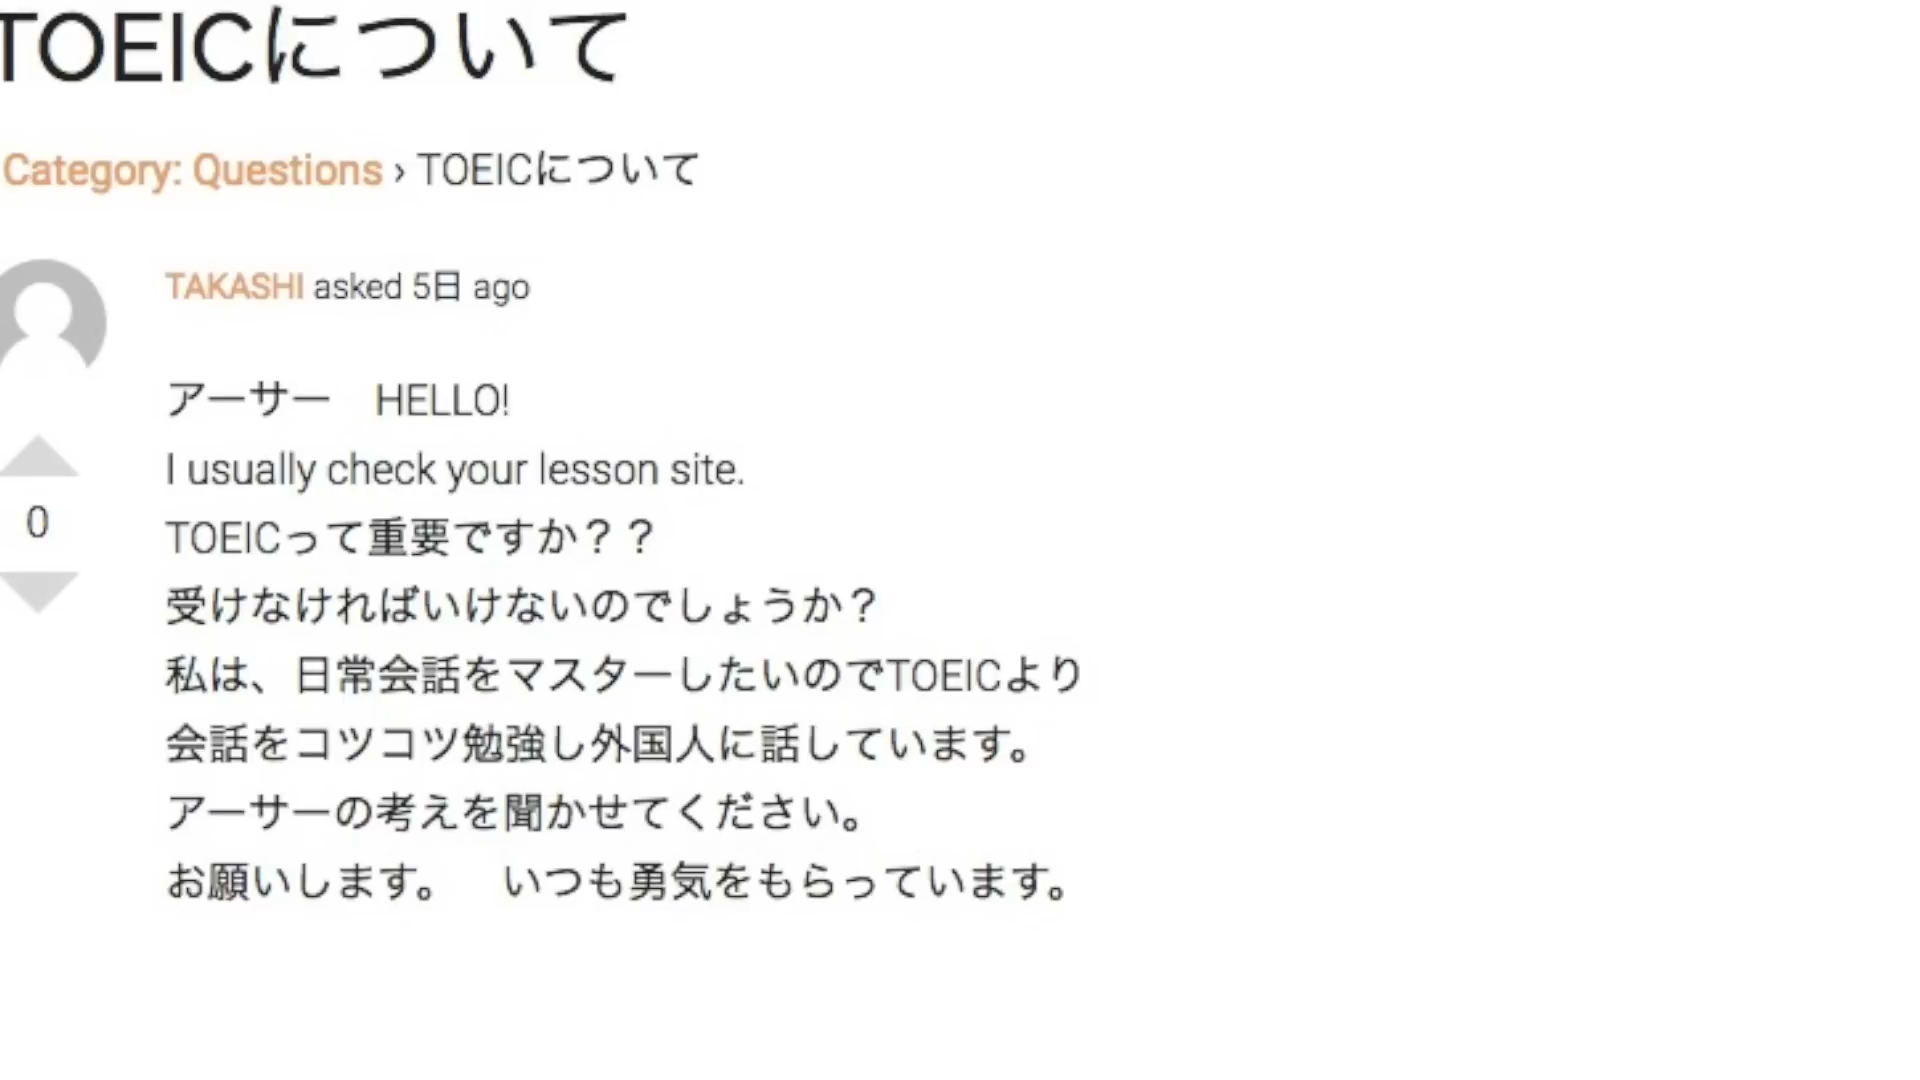 TOEICについて
Category: Questions › TOEICについて
TAKASHI asked 5日 ago
アーサー　HELLO!
I usually check your lesson site.
0
TOEICって重要ですか？？
受けなければいけないのでしょうか？
私は、日常会話をマスターしたいのでTOEICより
会話をコツコツ勉強し外国人に話しています。
アーサーの考えを聞かせてください。
お願いします。　いつも勇気をもらっています。